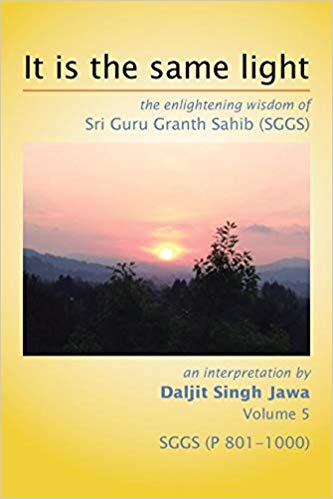 It is the same light
the enlightening wisdom of
Sri Guru Granth Sahib (SGGS)
an interpretation by
Daljit Singh Jawa
Volume 5
SGGS (P 801–1000)